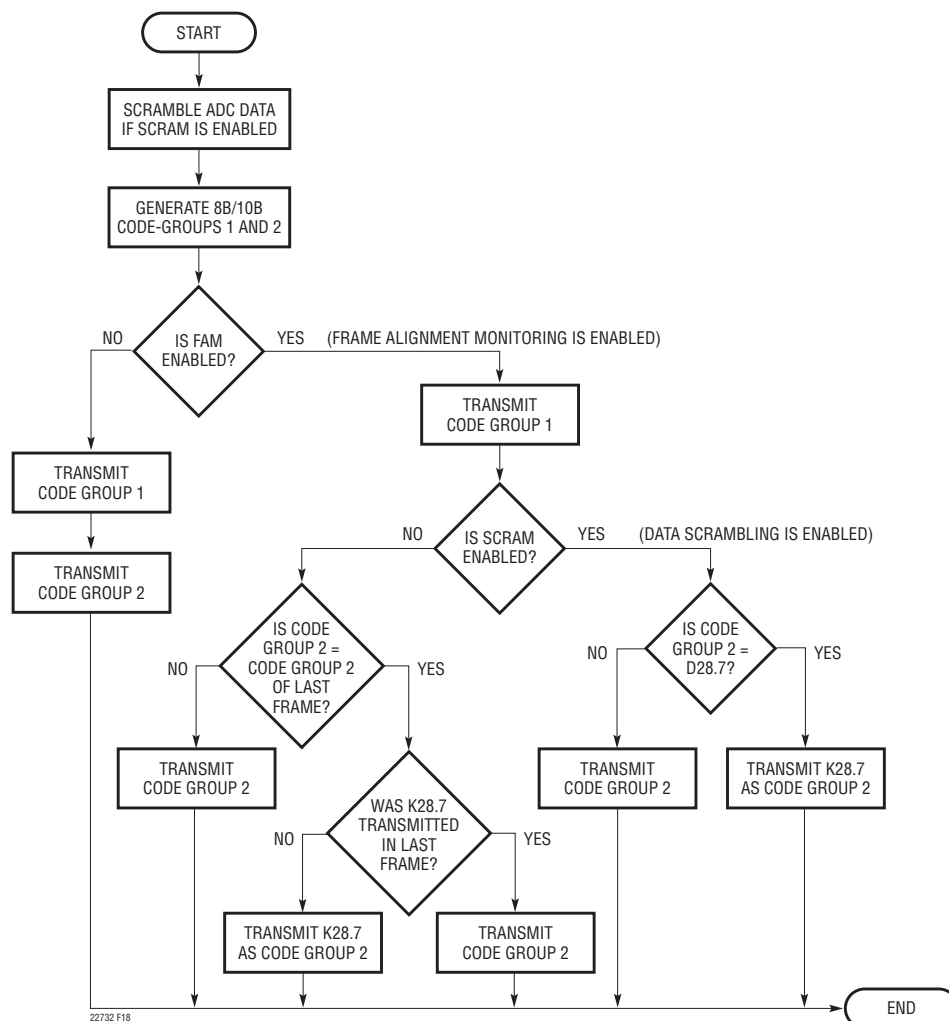 START
SCRAMBLE ADC DATA
IF SCRAM IS ENABLED
GENERATE 8B/10B
CODE-GROUPS 1 AND 2
NO
IS FAM
ENABLED?
YES
(FRAME ALIGNMENT MONITORING IS ENABLED)
TRANSMIT
CODE GROUP 1
TRANSMIT
CODE GROUP 2
TRANSMIT
CODE GROUP 1
NO
IS SCRAM
ENABLED?
YES
(DATA SCRAMBLING IS ENABLED)
NO
IS CODE
GROUP 2 =
CODE GROUP 2
OF LAST
FRAME?
YES
NO
IS CODE
GROUP 2 =
D28.7?
YES
TRANSMIT
CODE GROUP 2
NO
WAS K28.7
TRANSMITTED
IN LAST
FRAME?
YES
TRANSMIT
CODE GROUP 2
TRANSMIT K28.7
AS CODE GROUP 2
TRANSMIT K28.7
AS CODE GROUP 2
TRANSMIT
CODE GROUP 2
END
22732 F18